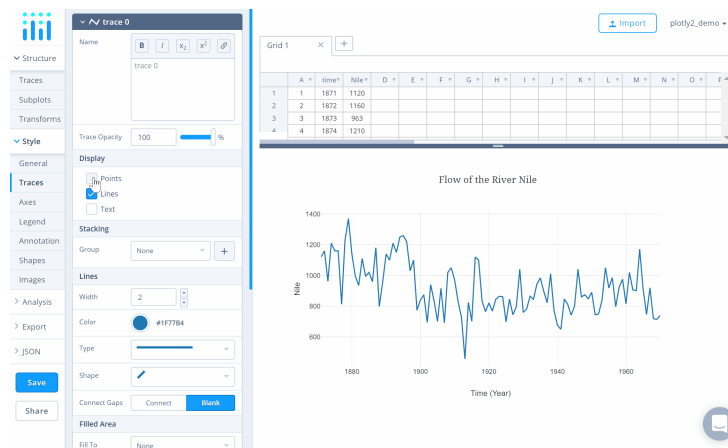 Structure
Traces
Subplots
Transforms
Style
General
Traces
Axes
Legend
Annotation
Shapes
Images
Analysis
Export
JSON
Save
Share
trace 0
Name
B I x₂ x²
trace 0
Trace Opacity 100 %
Display
Points
Lines
Text
Stacking
Group None +
Lines
Width 2
Color #1F77B4
Type
Shape
Connect Gaps Connect Blank
Filled Area
Fill To None
Import plotly2_demo
Grid 1 × +
A time Nile D E F G H I J K L M N O
1 1 1871 1120
2 2 1872 1160
3 3 1873 963
4 4 1874 1210
Flow of the River Nile
1400
1200
1000
800
600
Nile
1880 1900 1920 1940 1960
Time (Year)